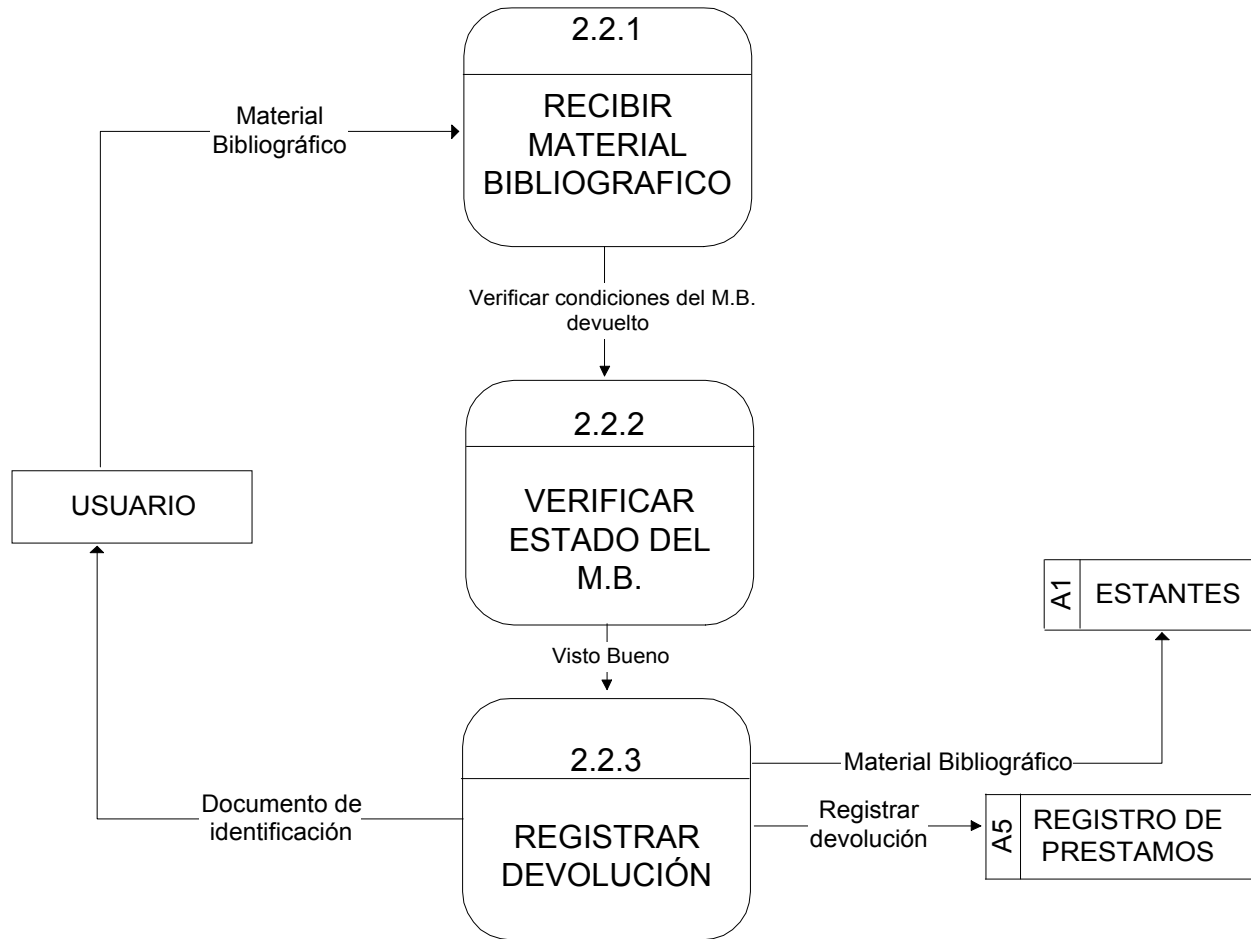 2.2.1
RECIBIR
MATERIAL
BIBLIOGRAFICO
Material
Bibliográfico
Verificar condiciones del M.B.
devuelto
2.2.2
VERIFICAR
ESTADO DEL
M.B.
USUARIO
A1
ESTANTES
Visto Bueno
2.2.3
REGISTRAR
DEVOLUCIÓN
Material Bibliográfico
Documento de
identificación
Registrar
devolución
A5
REGISTRO DE
PRESTAMOS